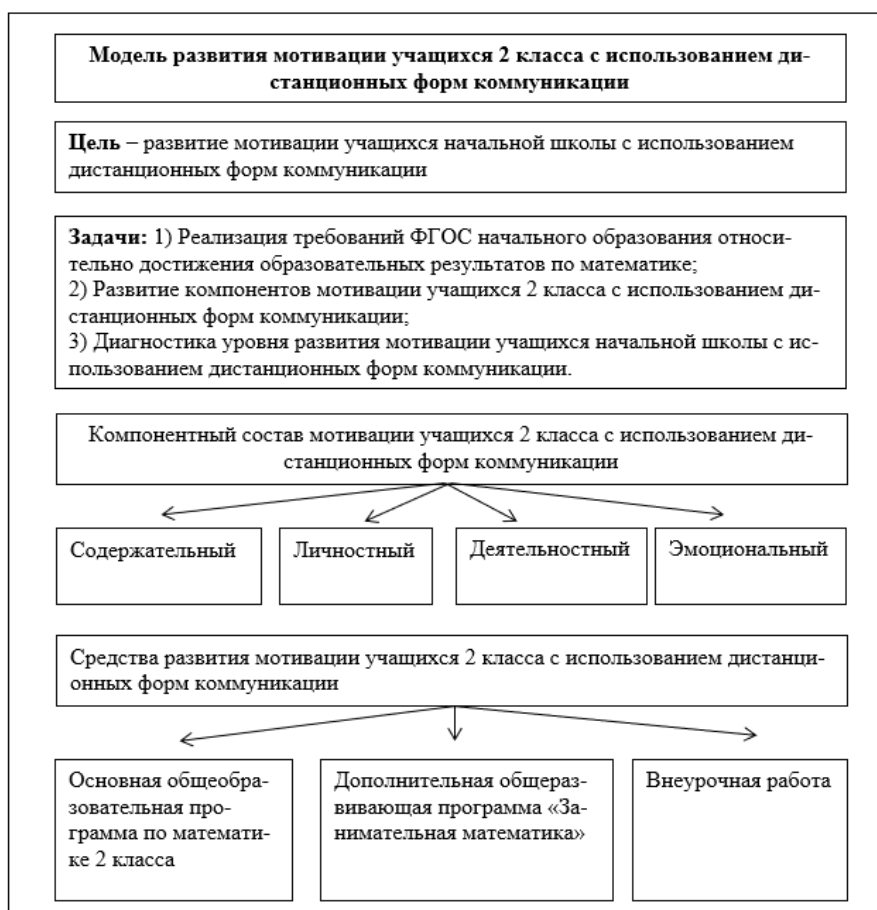 Модель развития мотивации учащихся 2 класса с использованием ди-
станционных форм коммуникации
Цель – развитие мотивации учащихся начальной школы с использованием
дистанционных форм коммуникации
Задачи: 1) Реализация требований ФГОС начального образования относи-
тельно достижения образовательных результатов по математике;
2) Развитие компонентов мотивации учащихся 2 класса с использованием ди-
станционных форм коммуникации;
3) Диагностика уровня развития мотивации учащихся начальной школы с ис-
пользованием дистанционных форм коммуникации.
Компонентный состав мотивации учащихся 2 класса с использованием ди-
станционных форм коммуникации
Содержательный
Личностный
Деятельностный
Эмоциональный
Средства развития мотивации учащихся 2 класса с использованием дистанци-
онных форм коммуникации
Основная общеобра-
зовательная про-
грамма по математи-
ке 2 класса
Дополнительная общеразв-
вивающая программа «За-
нимательная математика»
Внеурочная работа